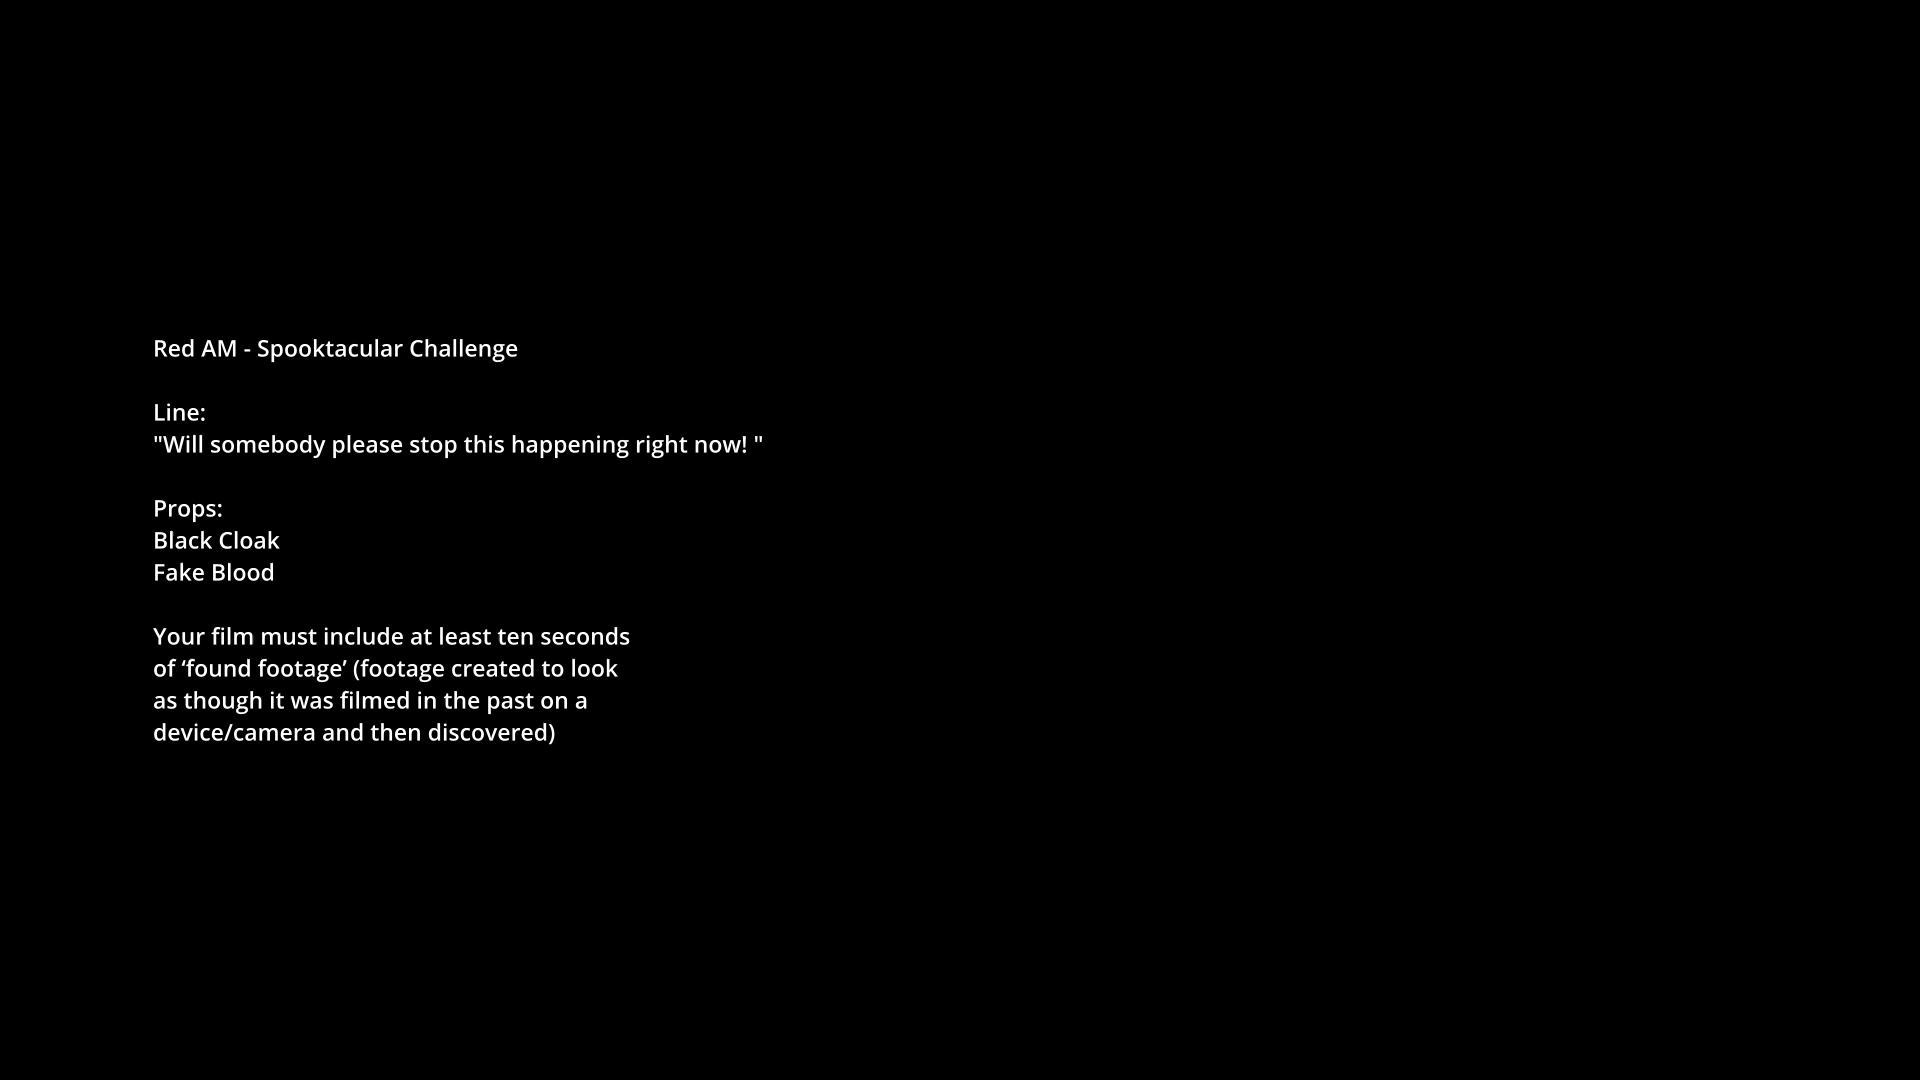 Red AM - Spooktacular Challenge
Line:
"Will somebody please stop this happening right now! "
Props:
Black Cloak
Fake Blood
Your film must include at least ten seconds
of ‘found footage’ (footage created to look
as though it was filmed in the past on a
device/camera and then discovered)